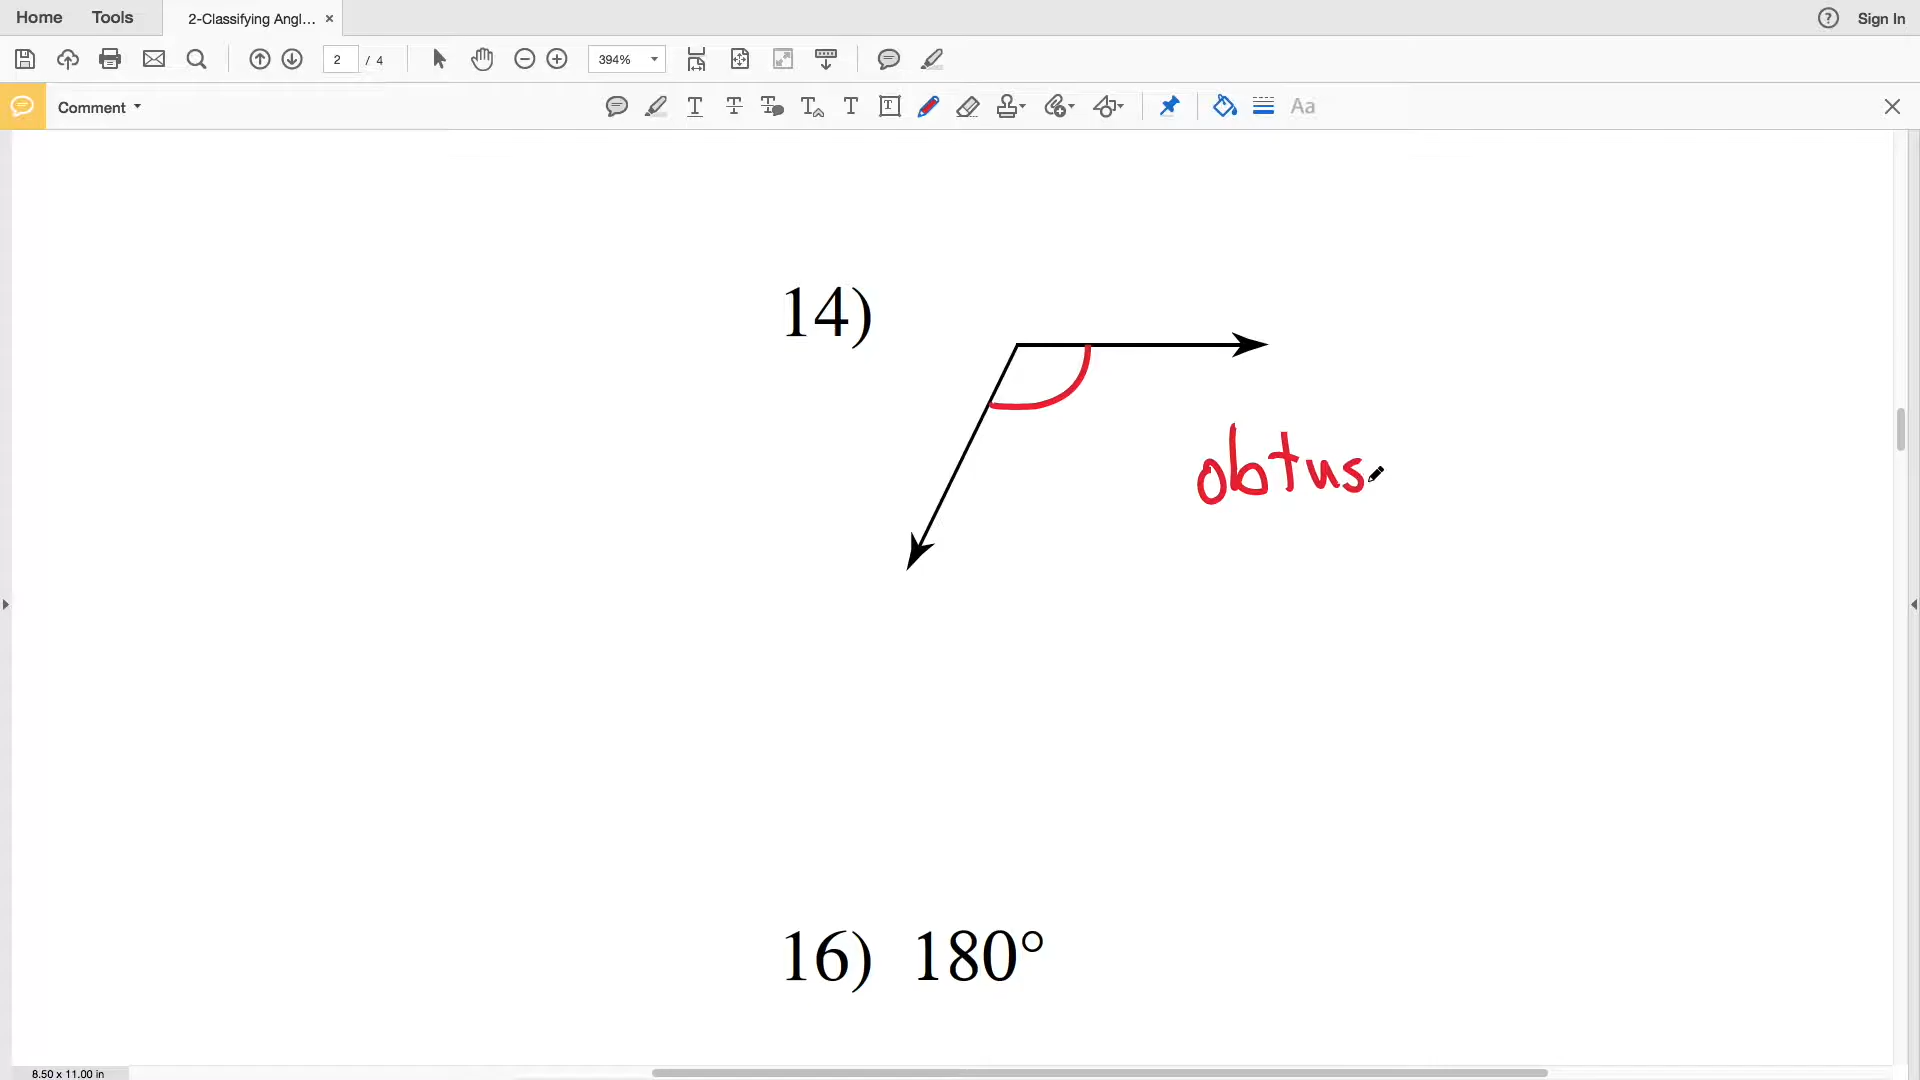 Home Tools 2-Classifying Angl... × ? Sign In
2 / 4 394%
Comment T T T T T T Aa
14)
obtus
16) 180°
8.50 x 11.00 in